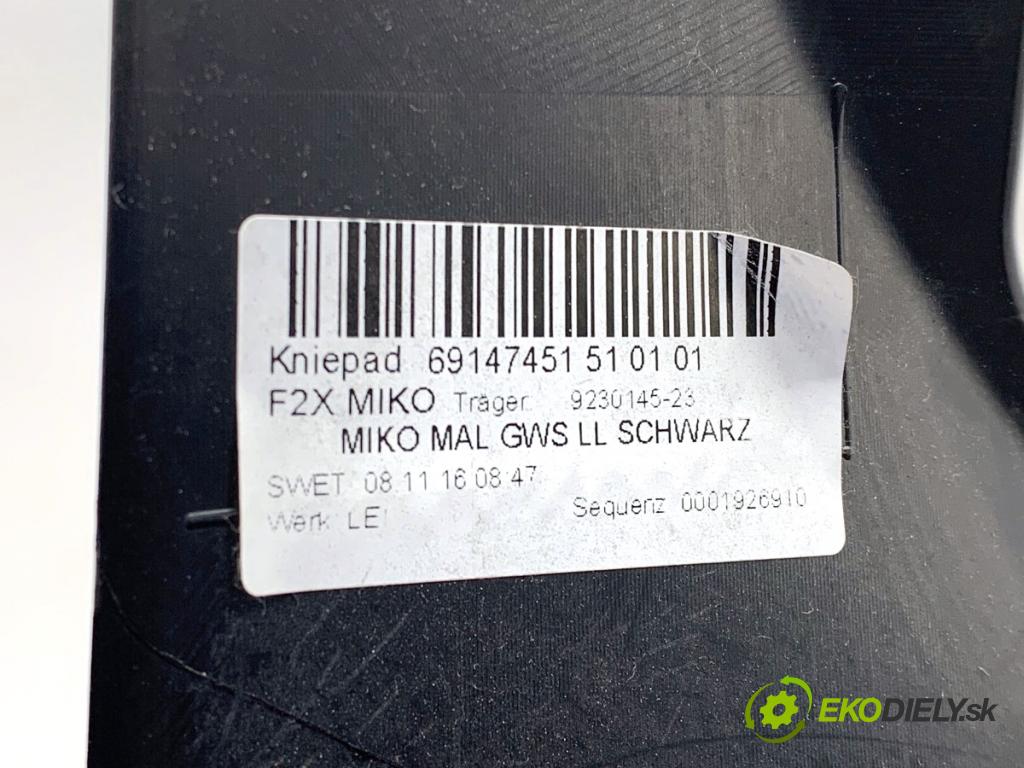 Kniepad 69147451 51 01 01
F2X MIKO Träger 9230145-23
MIKO MAL GWS LL SCHWARZ
SWET 08.11.16 08:47
Werk: LEI Sequenz 0001926910
EKODIELY.sk